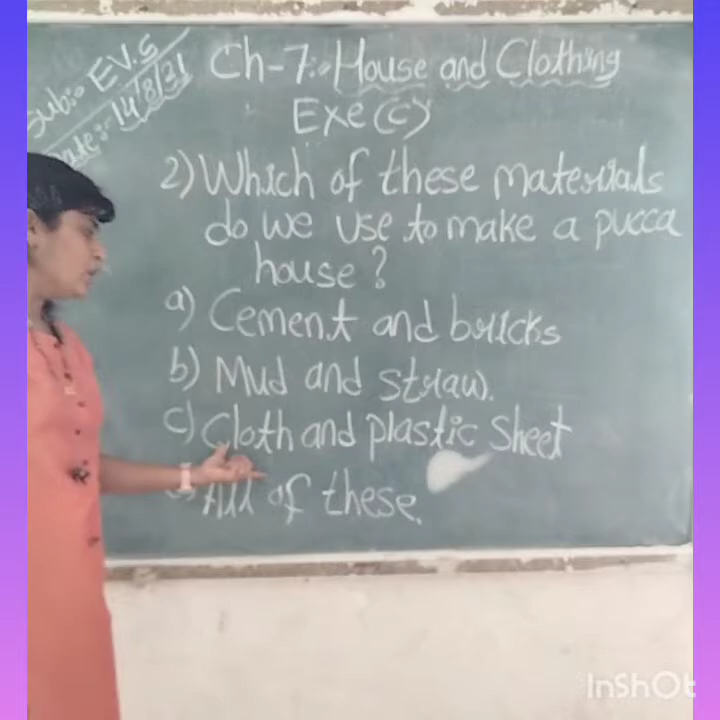 Sub:- EV.S
Date:- 14/8/21
Ch-7:- House and Clothing
Exe (c)
2) Which of these materials
do we use to make a pucca
house?
a) Cement and bricks
b) Mud and straw.
c) Cloth and plastic sheet
All of these.
InShOt